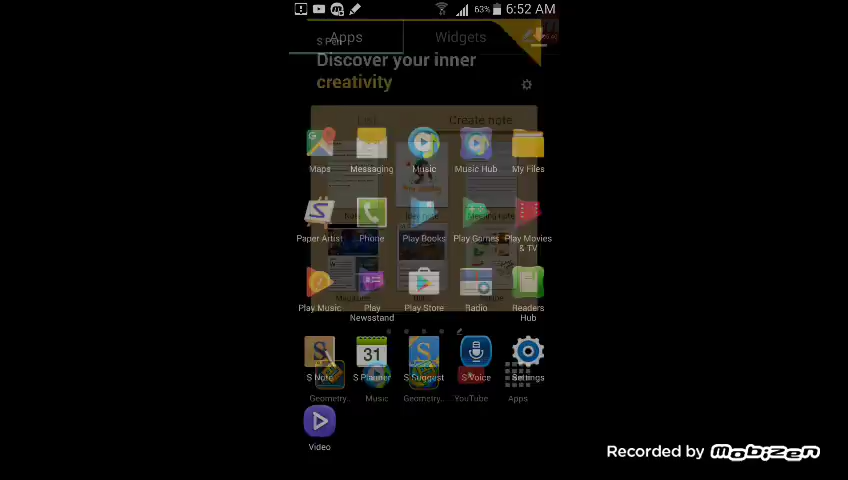 63% 6:52 AM
Apps Widgets
S Pen
Discover your inner
creativity
Create note
Maps Messaging Music Music Hub My Files
Paper Artist Phone Play Books Play Games Play Movies
& TV
Play Music Play Play Store Radio Readers
Newsstand Hub
31
S Note S Planner S Suggest S Voice Settings
Geometry.. Music Geometry.. YouTube Apps
Video
Recorded by Mobizen